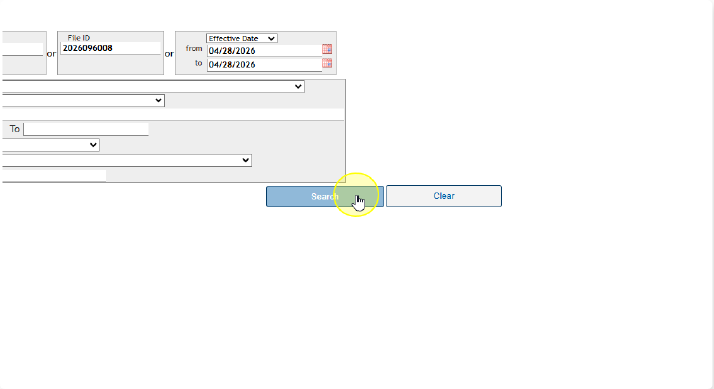 File ID
2026096008
or
or
Effective Date
from 04/28/2026
to 04/28/2026
To
Search
Clear